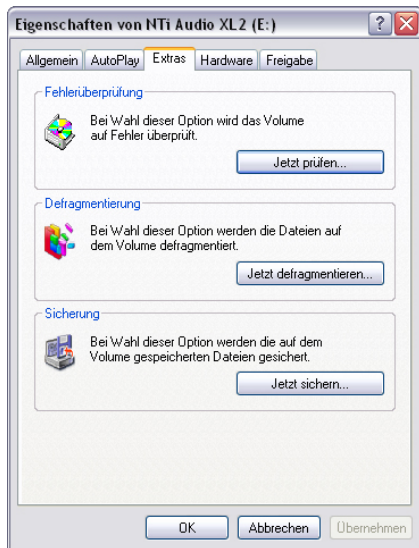 Eigenschaften von NTi Audio XL2 (E:)
Allgemein AutoPlay Extras Hardware Freigabe
Fehlerüberprüfung
Bei Wahl dieser Option wird das Volume
auf Fehler überprüft.
Jetzt prüfen...
Defragmentierung
Bei Wahl dieser Option werden die Dateien auf
dem Volume defragmentiert.
Jetzt defragmentieren...
Sicherung
Bei Wahl dieser Option werden die auf dem
Volume gespeicherten Dateien gesichert.
Jetzt sichern...
OK Abbrechen Übernehmen